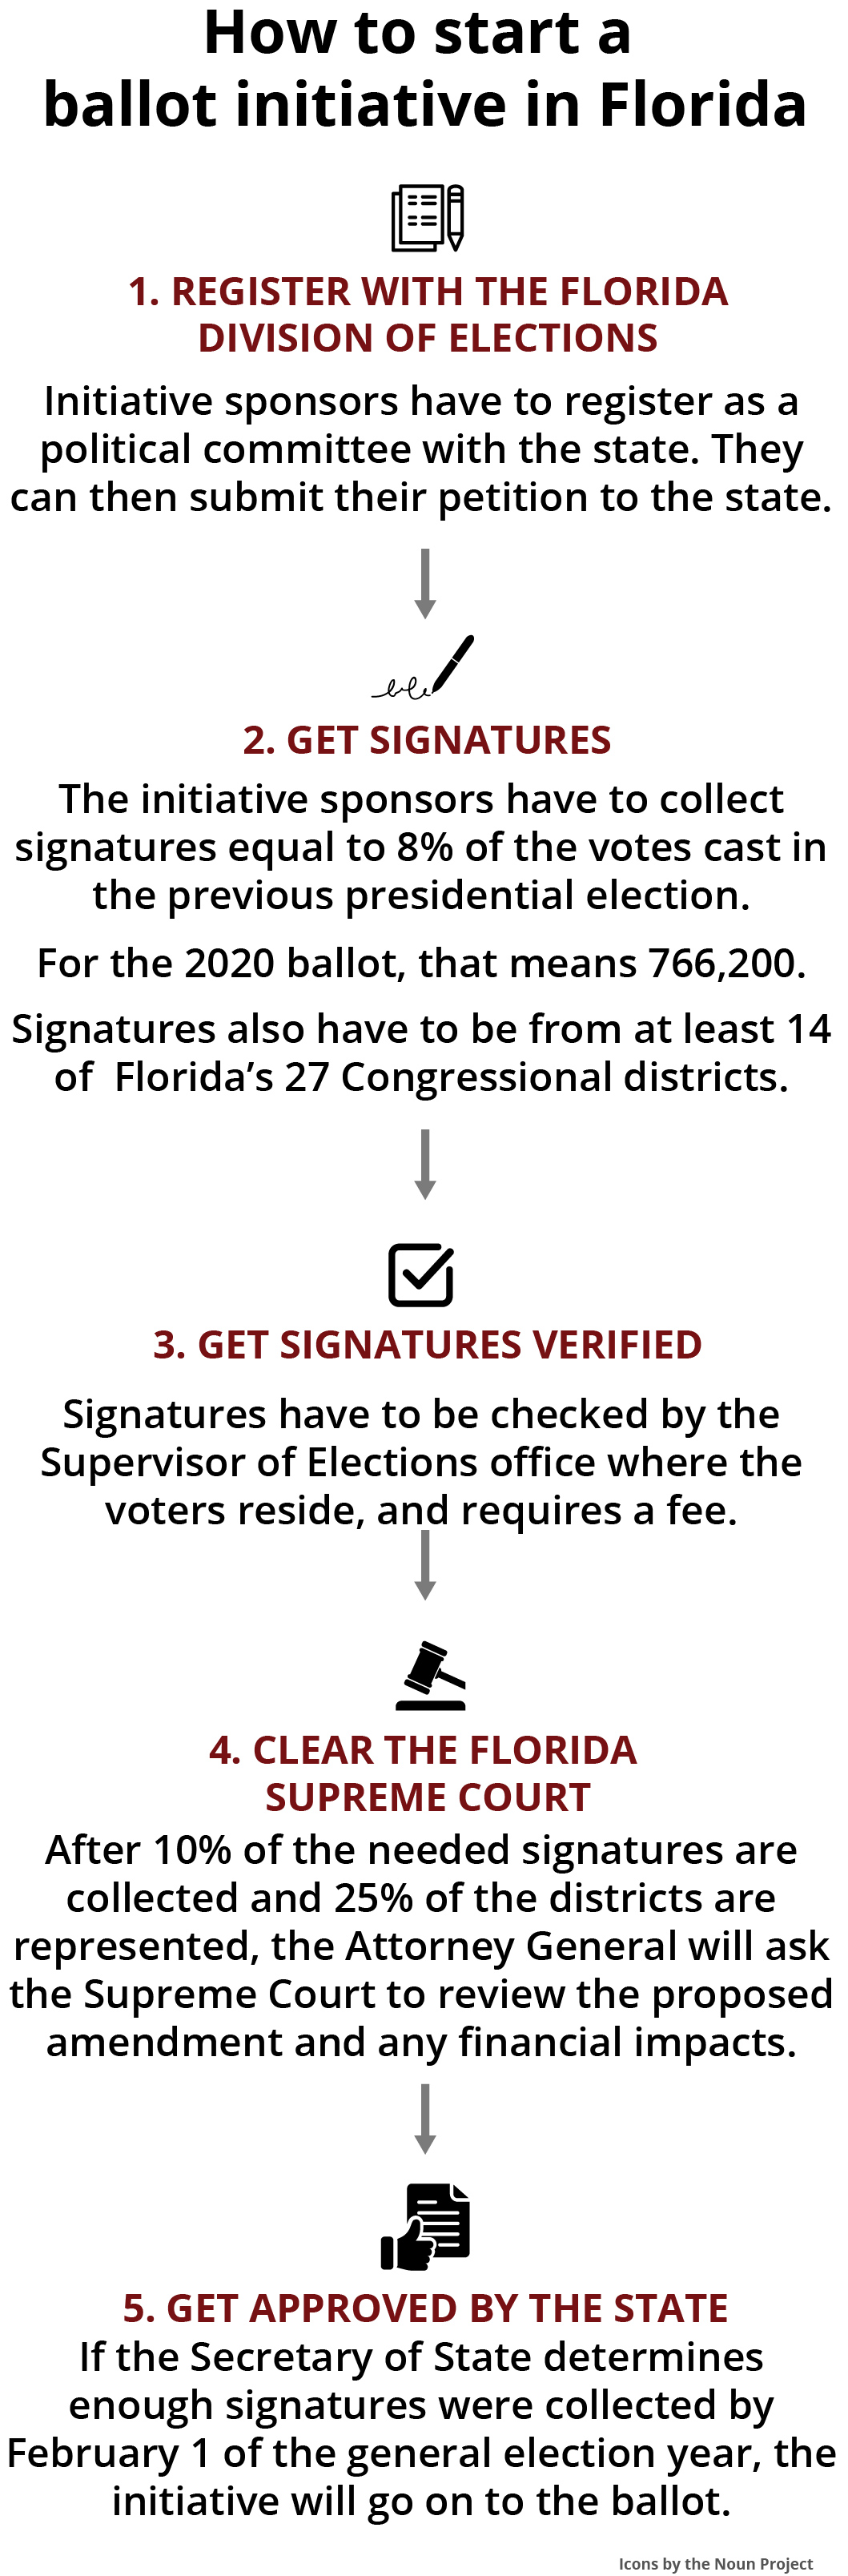 How to start a
ballot initiative in Florida
1. REGISTER WITH THE FLORIDA
DIVISION OF ELECTIONS
Initiative sponsors have to register as a
political committee with the state. They
can then submit their petition to the state.
2. GET SIGNATURES
The initiative sponsors have to collect
signatures equal to 8% of the votes cast in
the previous presidential election.
For the 2020 ballot, that means 766,200.
Signatures also have to be from at least 14
of Florida’s 27 Congressional districts.
3. GET SIGNATURES VERIFIED
Signatures have to be checked by the
Supervisor of Elections office where the
voters reside, and requires a fee.
4. CLEAR THE FLORIDA
SUPREME COURT
After 10% of the needed signatures are
collected and 25% of the districts are
represented, the Attorney General will ask
the Supreme Court to review the proposed
amendment and any financial impacts.
5. GET APPROVED BY THE STATE
If the Secretary of State determines
enough signatures were collected by
February 1 of the general election year, the
initiative will go on to the ballot.
Icons by the Noun Project